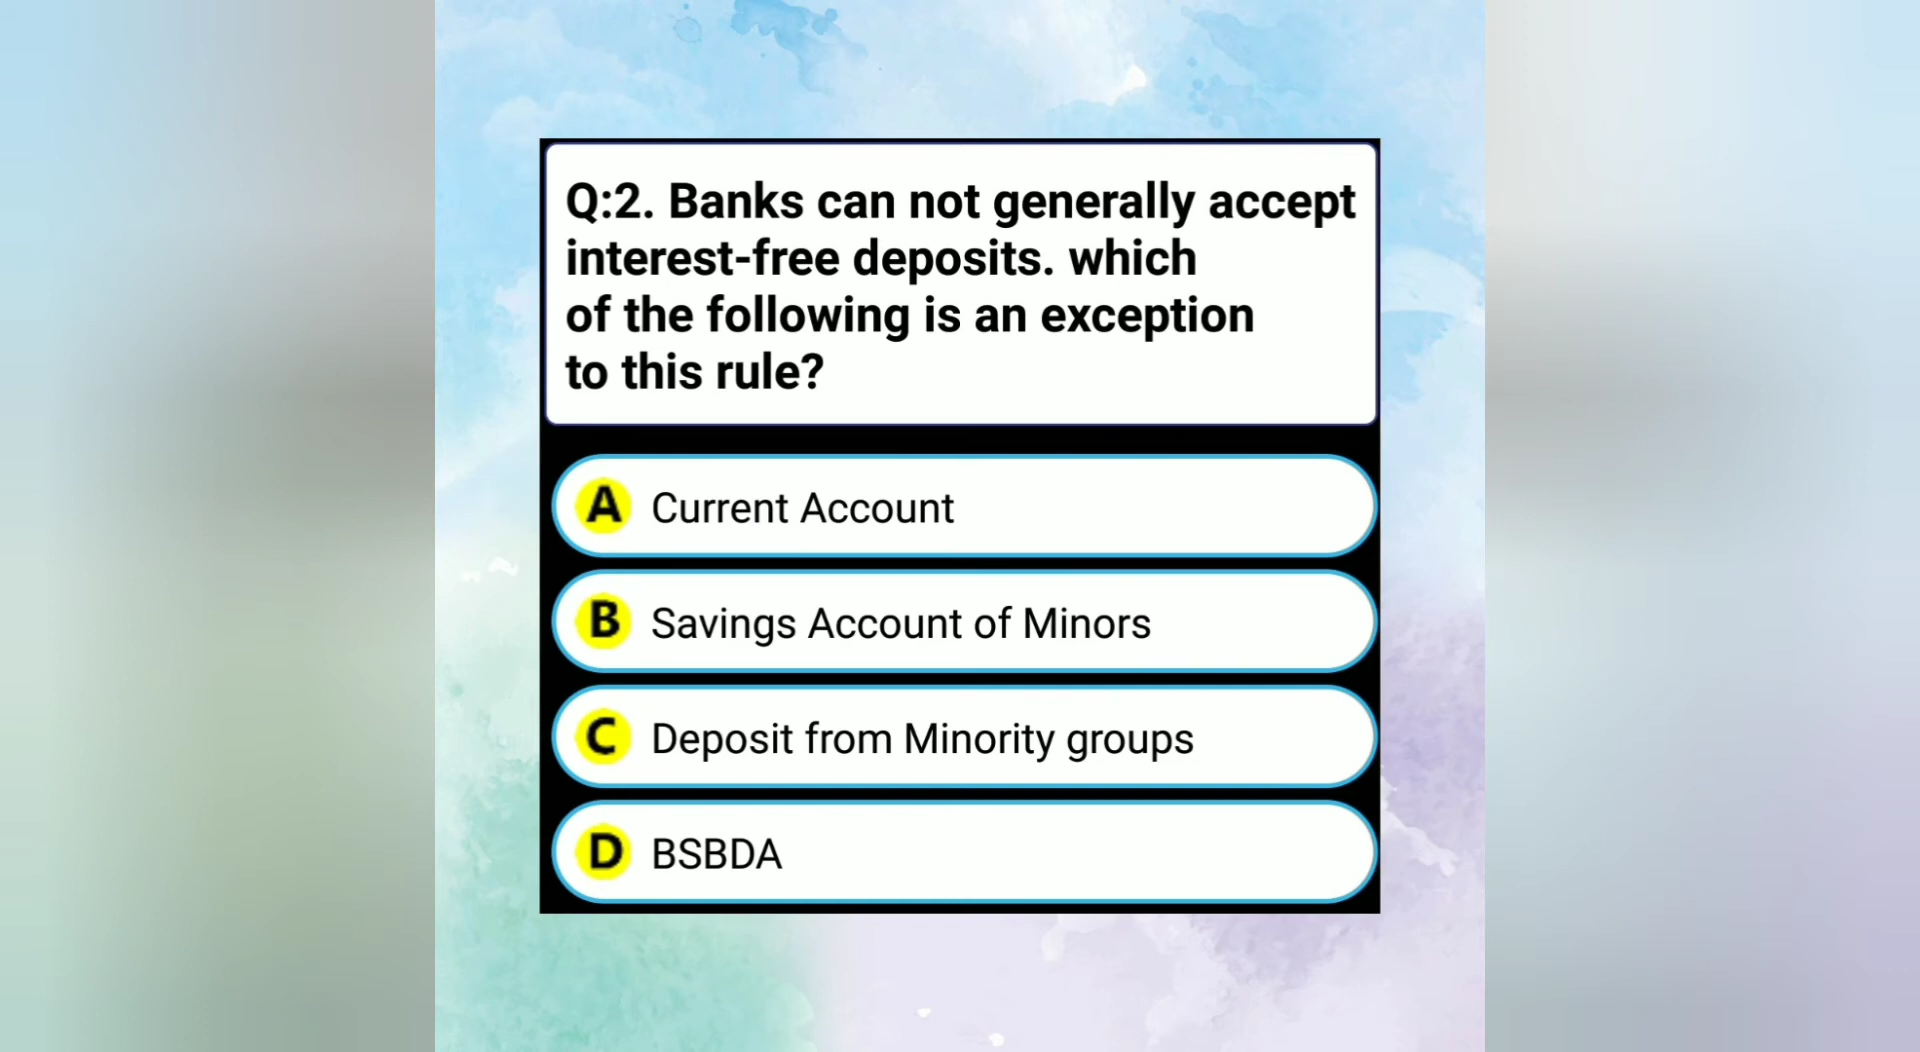 Q:2. Banks can not generally accept
interest-free deposits. which
of the following is an exception
to this rule?
A Current Account
B Savings Account of Minors
C Deposit from Minority groups
D BSBDA